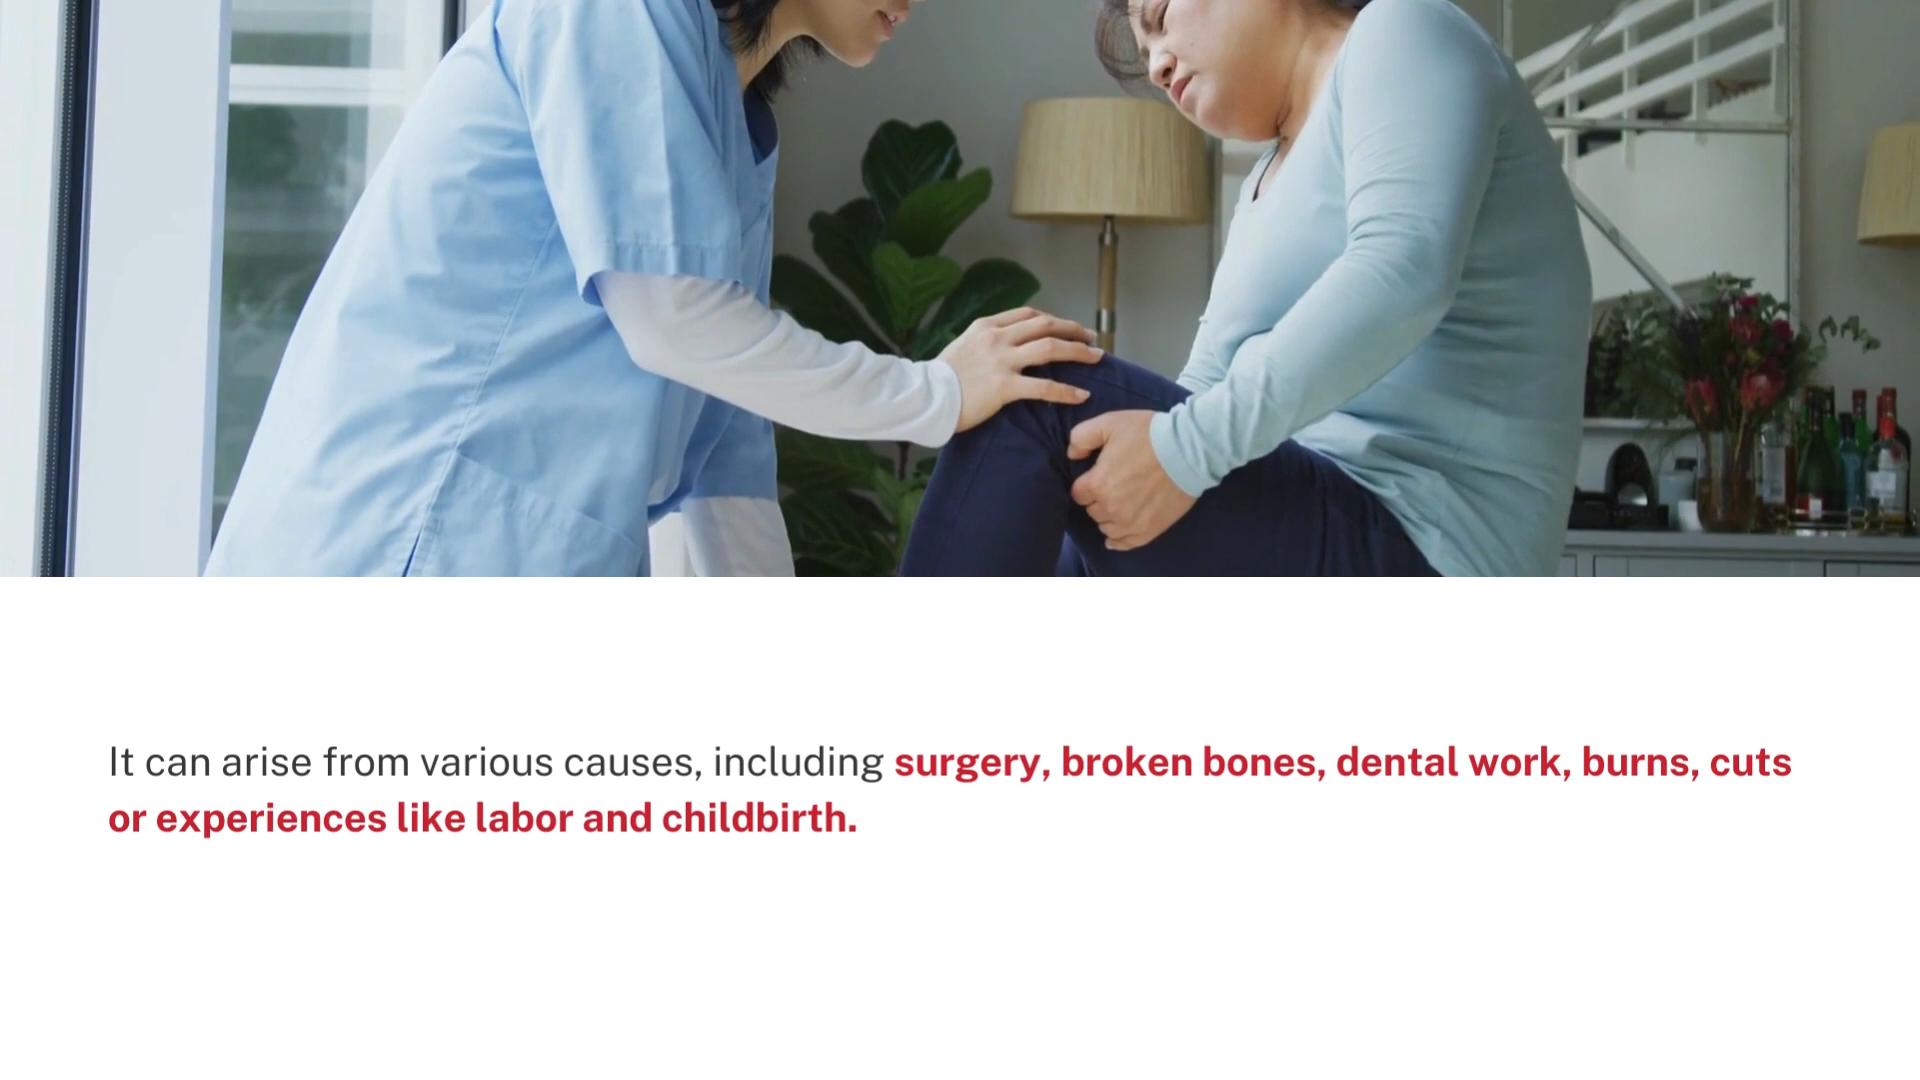 It can arise from various causes, including surgery, broken bones, dental work, burns, cuts
or experiences like labor and childbirth.